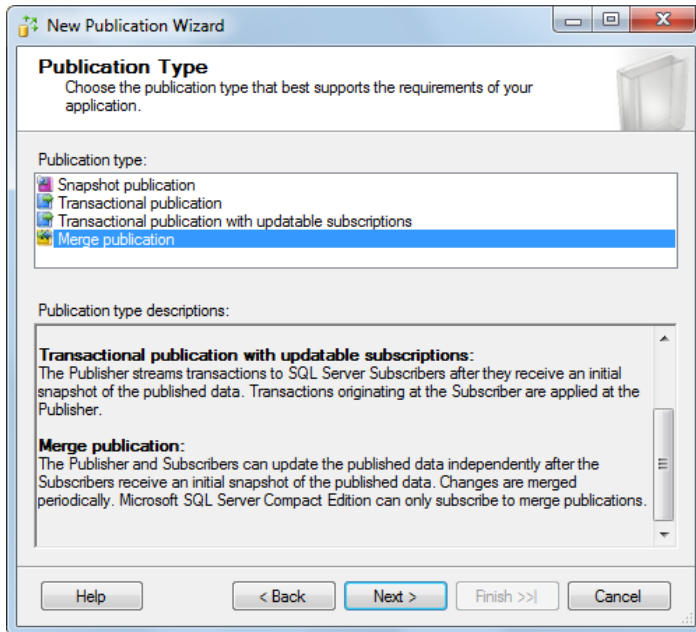 New Publication Wizard
Publication Type
Choose the publication type that best supports the requirements of your
application.
Publication type:
Snapshot publication
Transactional publication
Transactional publication with updatable subscriptions
Merge publication
Publication type descriptions:
Transactional publication with updatable subscriptions:
The Publisher streams transactions to SQL Server Subscribers after they receive an initial
snapshot of the published data. Transactions originating at the Subscriber are applied at the
Publisher.
Merge publication:
The Publisher and Subscribers can update the published data independently after the
Subscribers receive an initial snapshot of the published data. Changes are merged
periodically. Microsoft SQL Server Compact Edition can only subscribe to merge publications.
Help
< Back
Next >
Finish >>|
Cancel